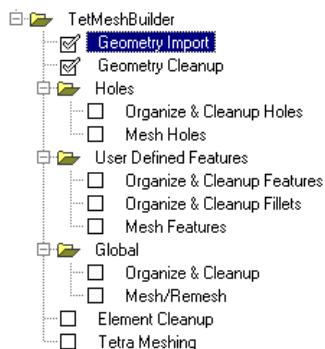 TetMeshBuilder
Geometry Import
Geometry Cleanup
Holes
Organize & Cleanup Holes
Mesh Holes
User Defined Features
Organize & Cleanup Features
Organize & Cleanup Fillets
Mesh Features
Global
Organize & Cleanup
Mesh/Remesh
Element Cleanup
Tetra Meshing